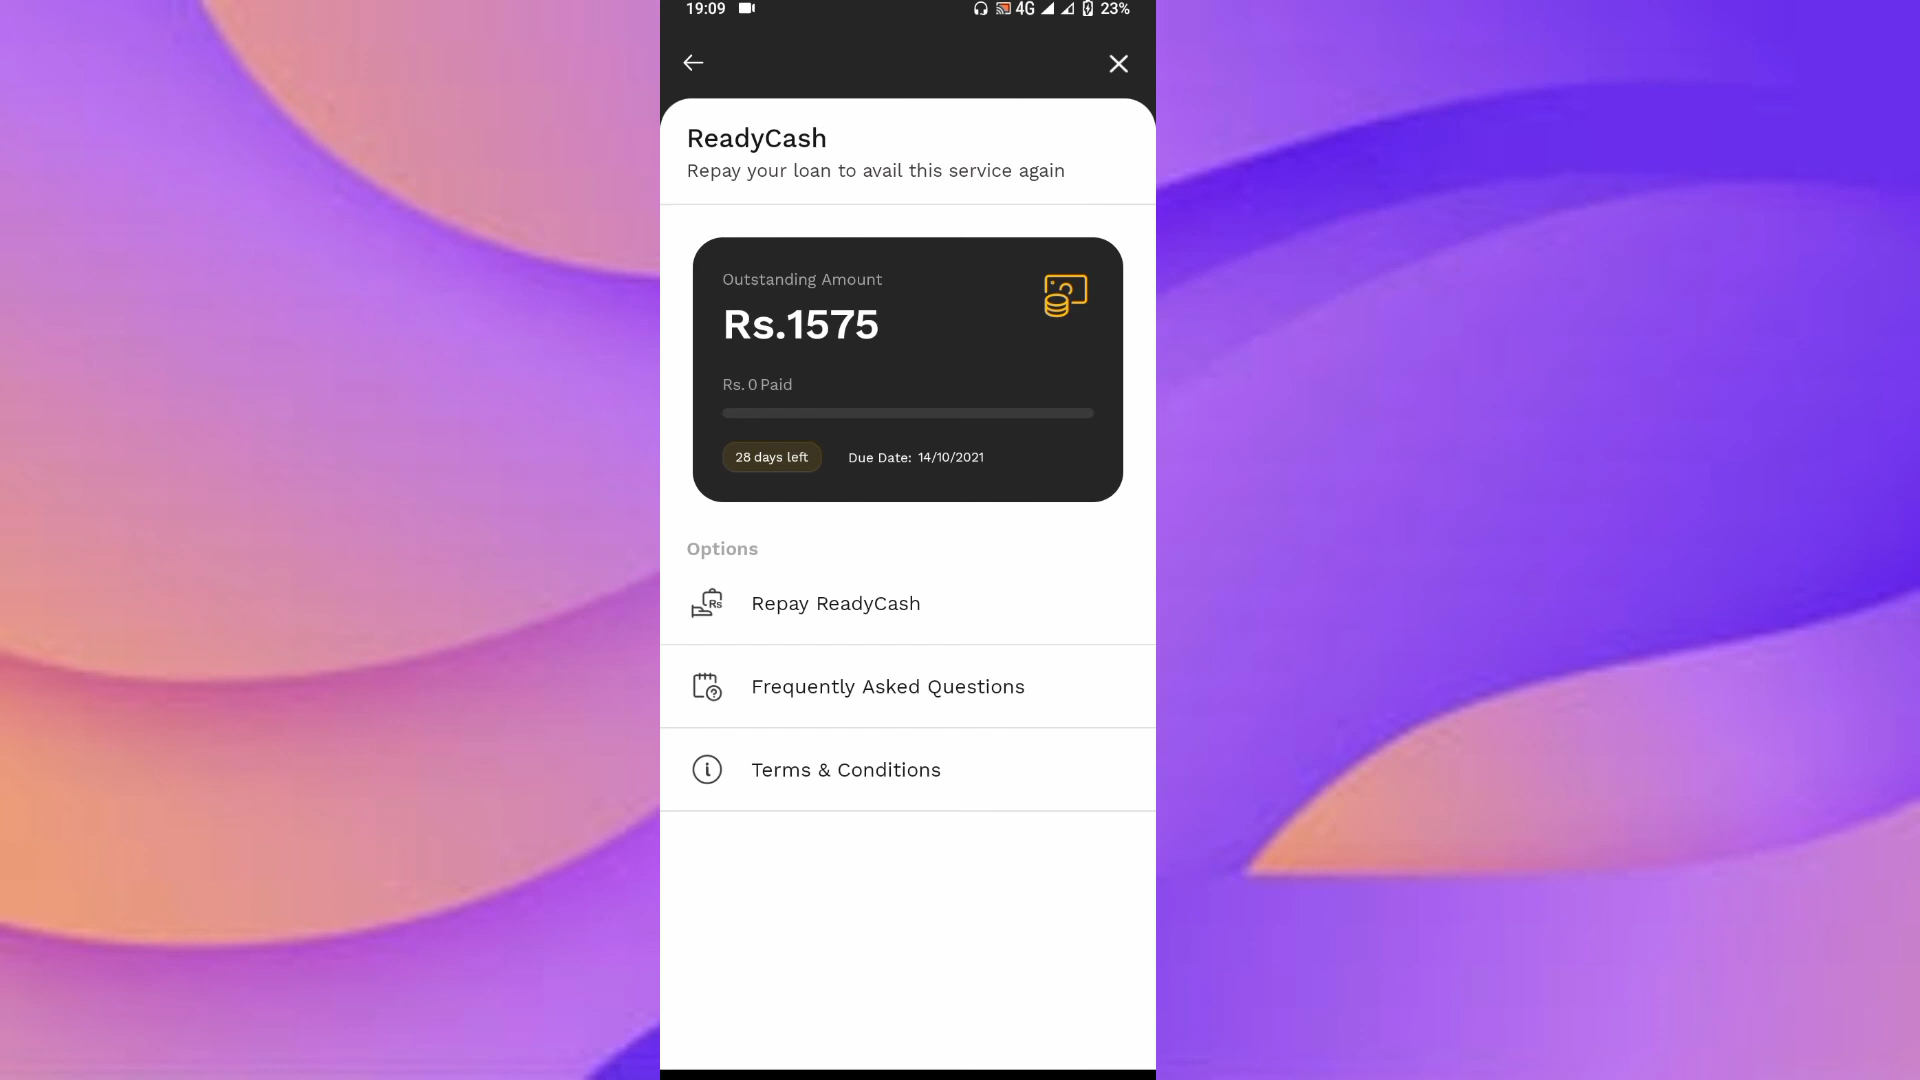 19:09 4G 23%
ReadyCash
Repay your loan to avail this service again
Outstanding Amount
Rs.1575
Rs. 0 Paid
28 days left Due Date: 14/10/2021
Options
Rs Repay ReadyCash
Frequently Asked Questions
Terms & Conditions